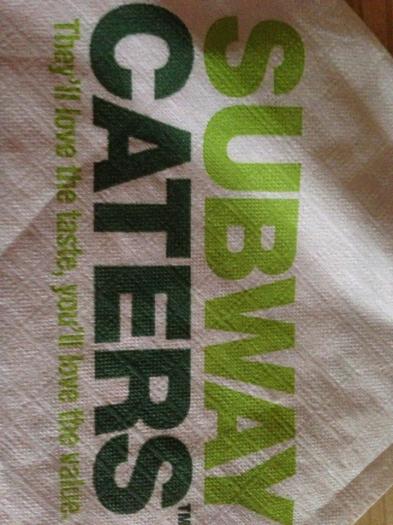 SUBWAY
CATERS™
They'll love the taste, you'll love the value.